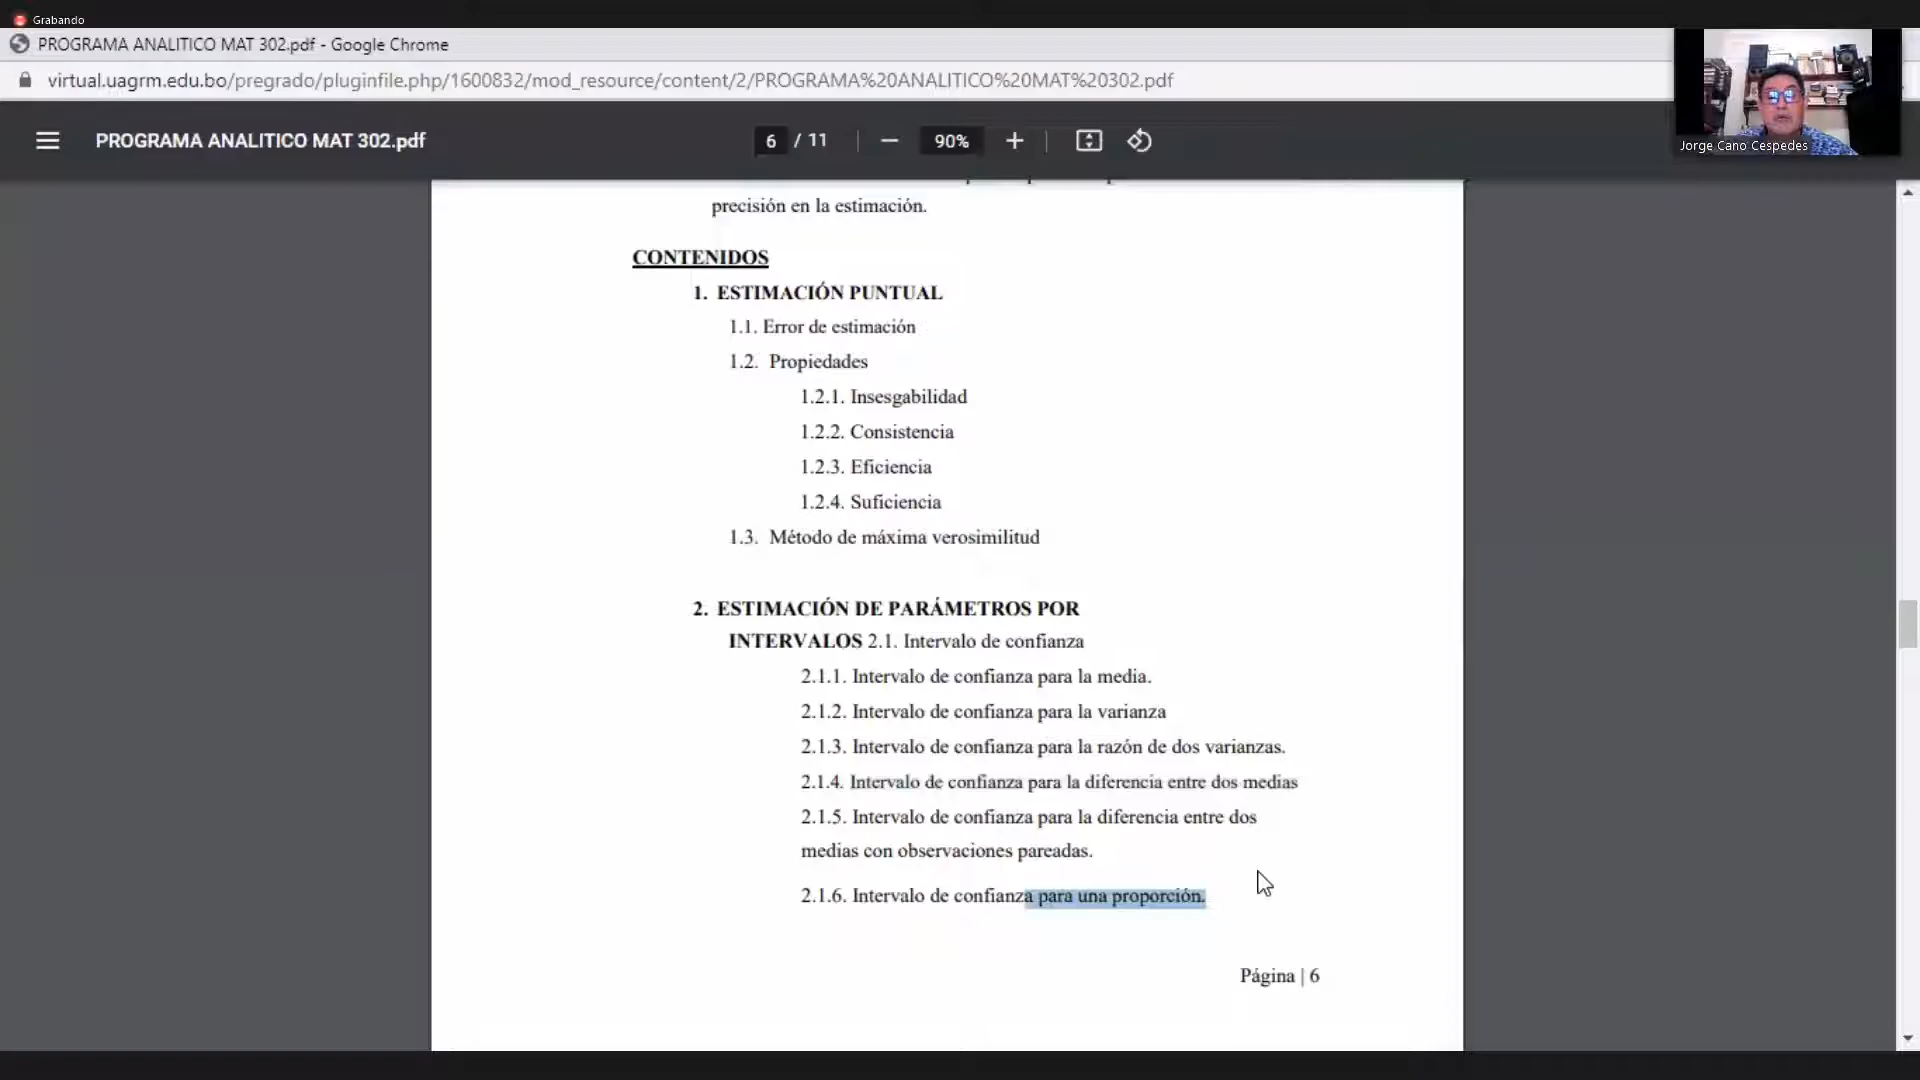 Grabando
PROGRAMA ANALITICO MAT 302.pdf - Google Chrome
virtual.uagrm.edu.bo/pregrado/pluginfile.php/1600832/mod_resource/content/2/PROGRAMA%20ANALITICO%20MAT%20302.pdf
PROGRAMA ANALITICO MAT 302.pdf
6 / 11
90%
Jorge Cano Cespedes
precisión en la estimación.
CONTENIDOS
1. ESTIMACIÓN PUNTUAL
1.1. Error de estimación
1.2. Propiedades
1.2.1. Insesgabilidad
1.2.2. Consistencia
1.2.3. Eficiencia
1.2.4. Suficiencia
1.3. Método de máxima verosimilitud
2. ESTIMACIÓN DE PARÁMETROS POR
INTERVALOS 2.1. Intervalo de confianza
2.1.1. Intervalo de confianza para la media.
2.1.2. Intervalo de confianza para la varianza
2.1.3. Intervalo de confianza para la razón de dos varianzas.
2.1.4. Intervalo de confianza para la diferencia entre dos medias
2.1.5. Intervalo de confianza para la diferencia entre dos
medias con observaciones pareadas.
2.1.6. Intervalo de confianza para una proporción.
Página | 6